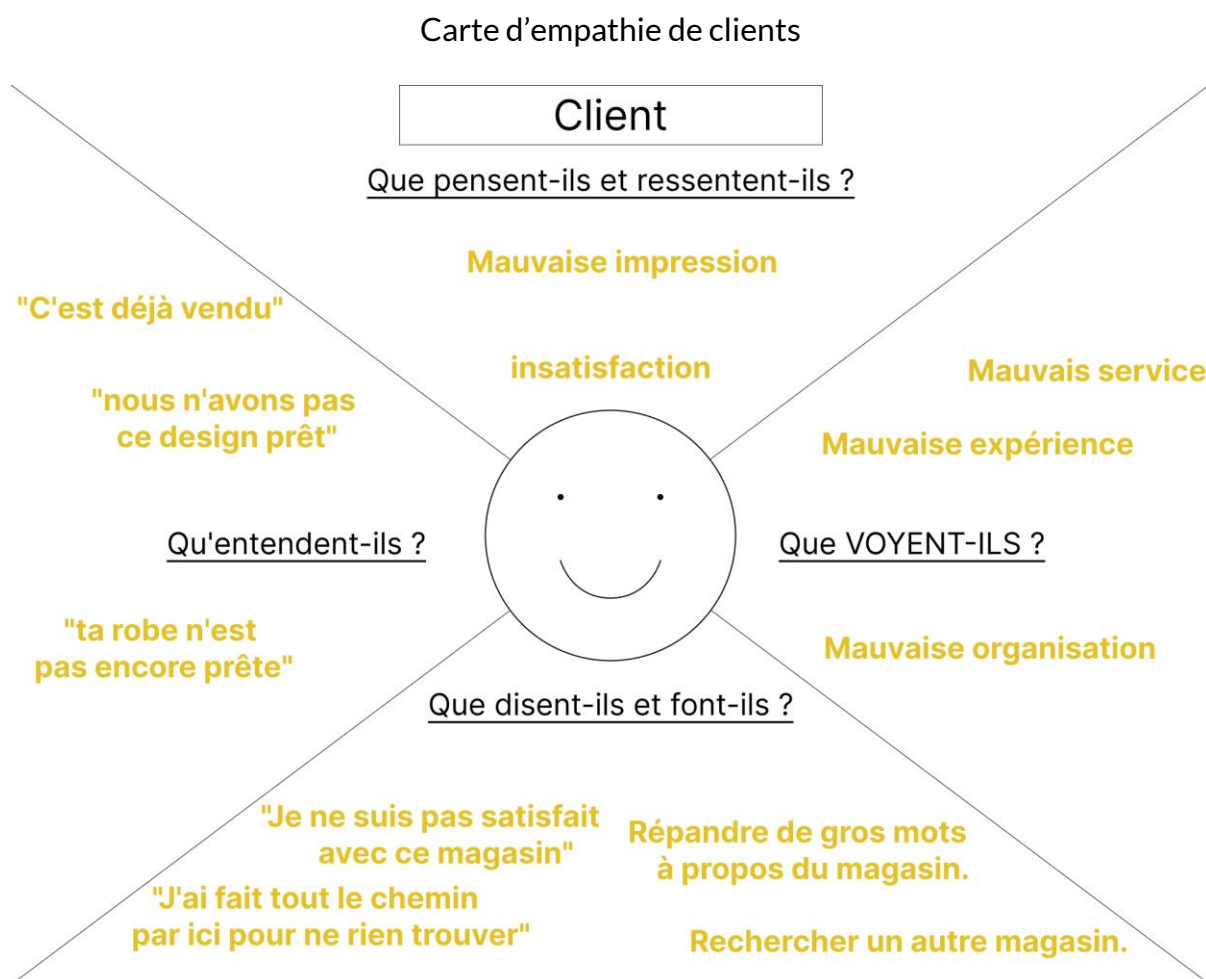 Carte d’empathie de clients
Client
Que pensent-ils et ressentent-ils ?
Mauvaise impression
insatisfaction
"C'est déjà vendu"
"nous n'avons pas
ce design prêt"
Qu'entendent-ils ?
"ta robe n'est
pas encore prête"
Mauvais service
Mauvaise expérience
Que VOYENT-ILS ?
Mauvaise organisation
Que disent-ils et font-ils ?
"Je ne suis pas satisfait
avec ce magasin"
"J'ai fait tout le chemin
par ici pour ne rien trouver"
Répandre de gros mots
à propos du magasin.
Rechercher un autre magasin.